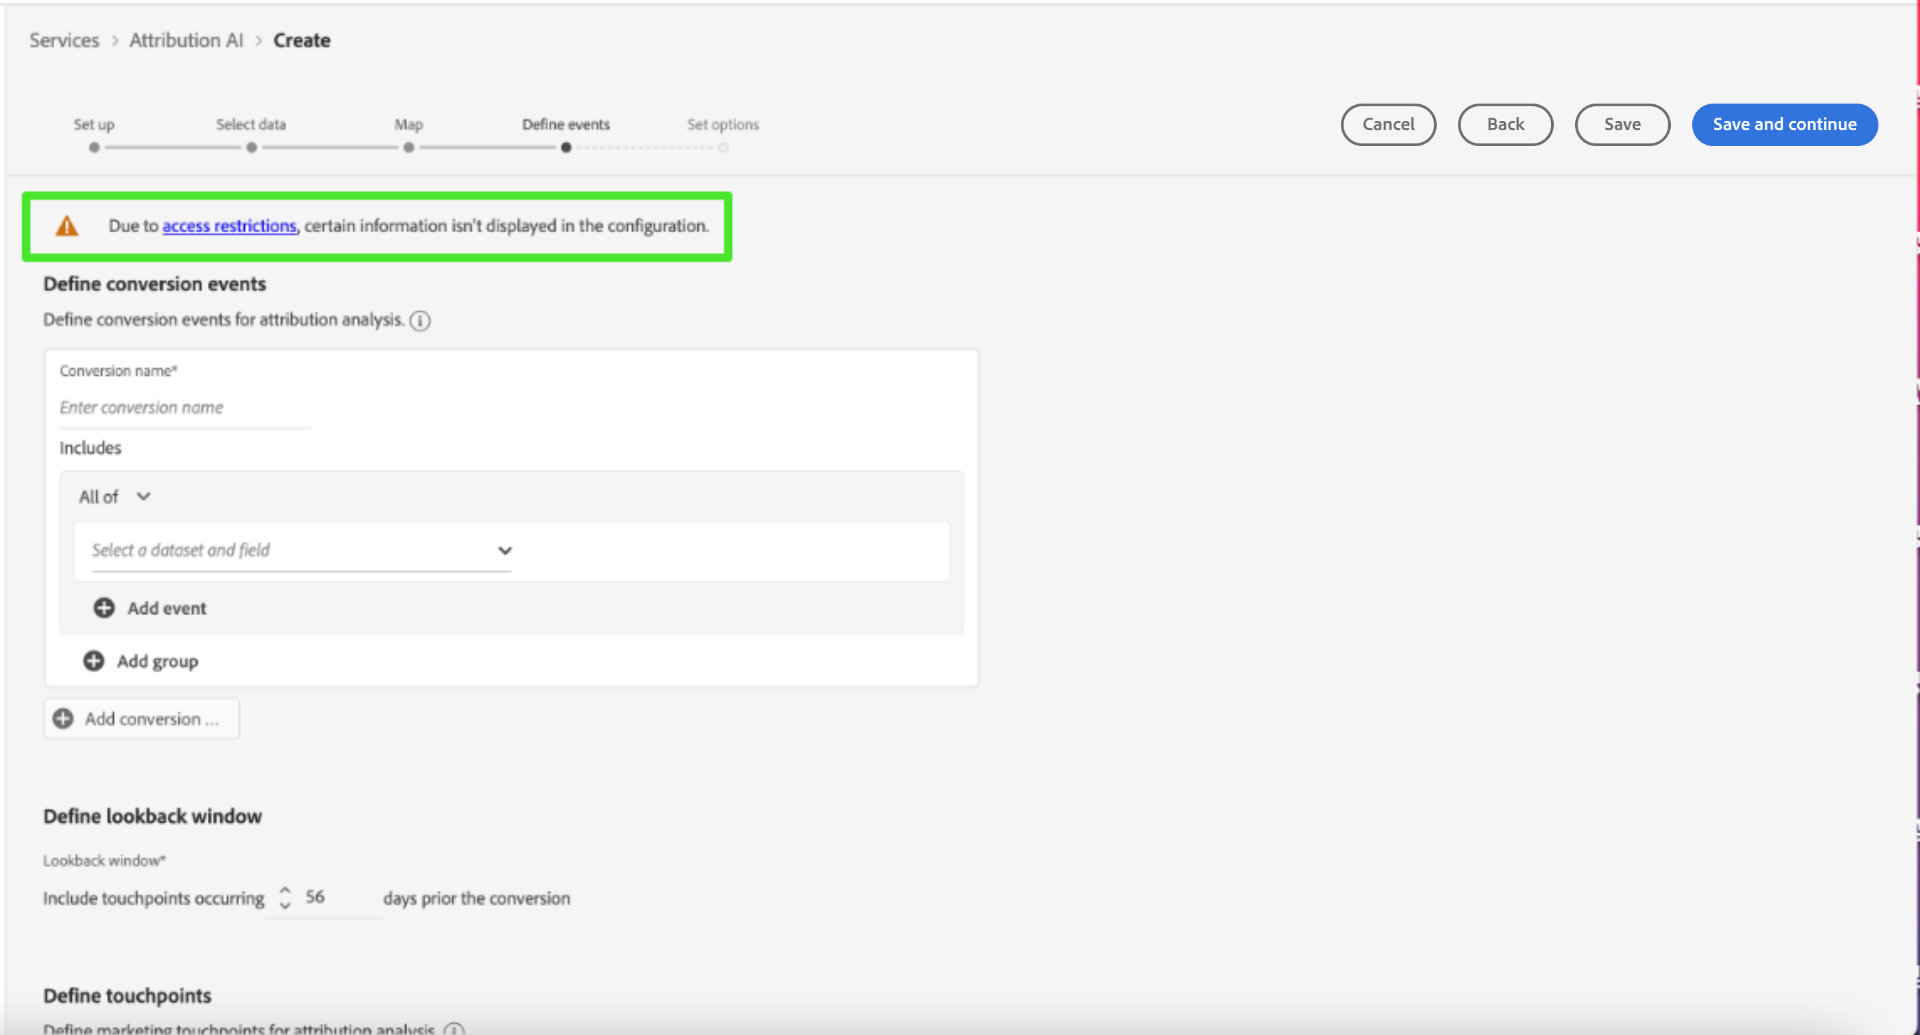 Services > Attribution AI > Create
Set up Select data Map Define events Set options
Cancel Back Save Save and continue
Due to access restrictions, certain information isn't displayed in the configuration.
Define conversion events
Define conversion events for attribution analysis.
Conversion name*
Enter conversion name
Includes
All of
Select a dataset and field
Add event
Add group
Add conversion ...
Define lookback window
Lookback window*
Include touchpoints occurring 56 days prior the conversion
Define touchpoints
Define marketing touchpoints for attribution analysis.